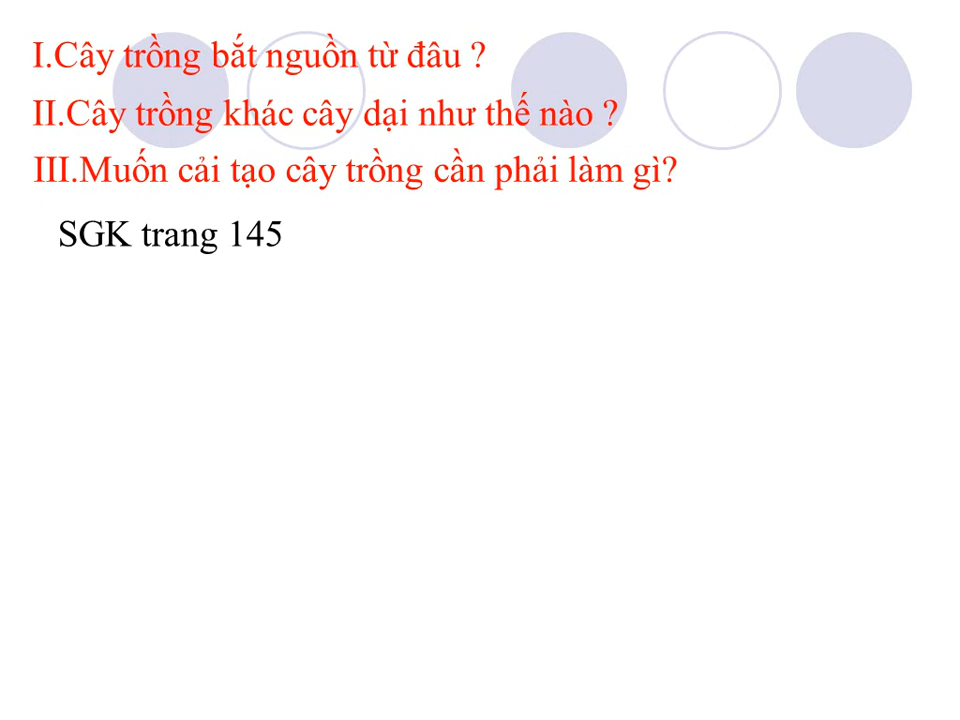 I.Cây trồng bắt nguồn từ đâu ?
II.Cây trồng khác cây dại như thế nào ?
III.Muốn cải tạo cây trồng cần phải làm gì?
SGK trang 145